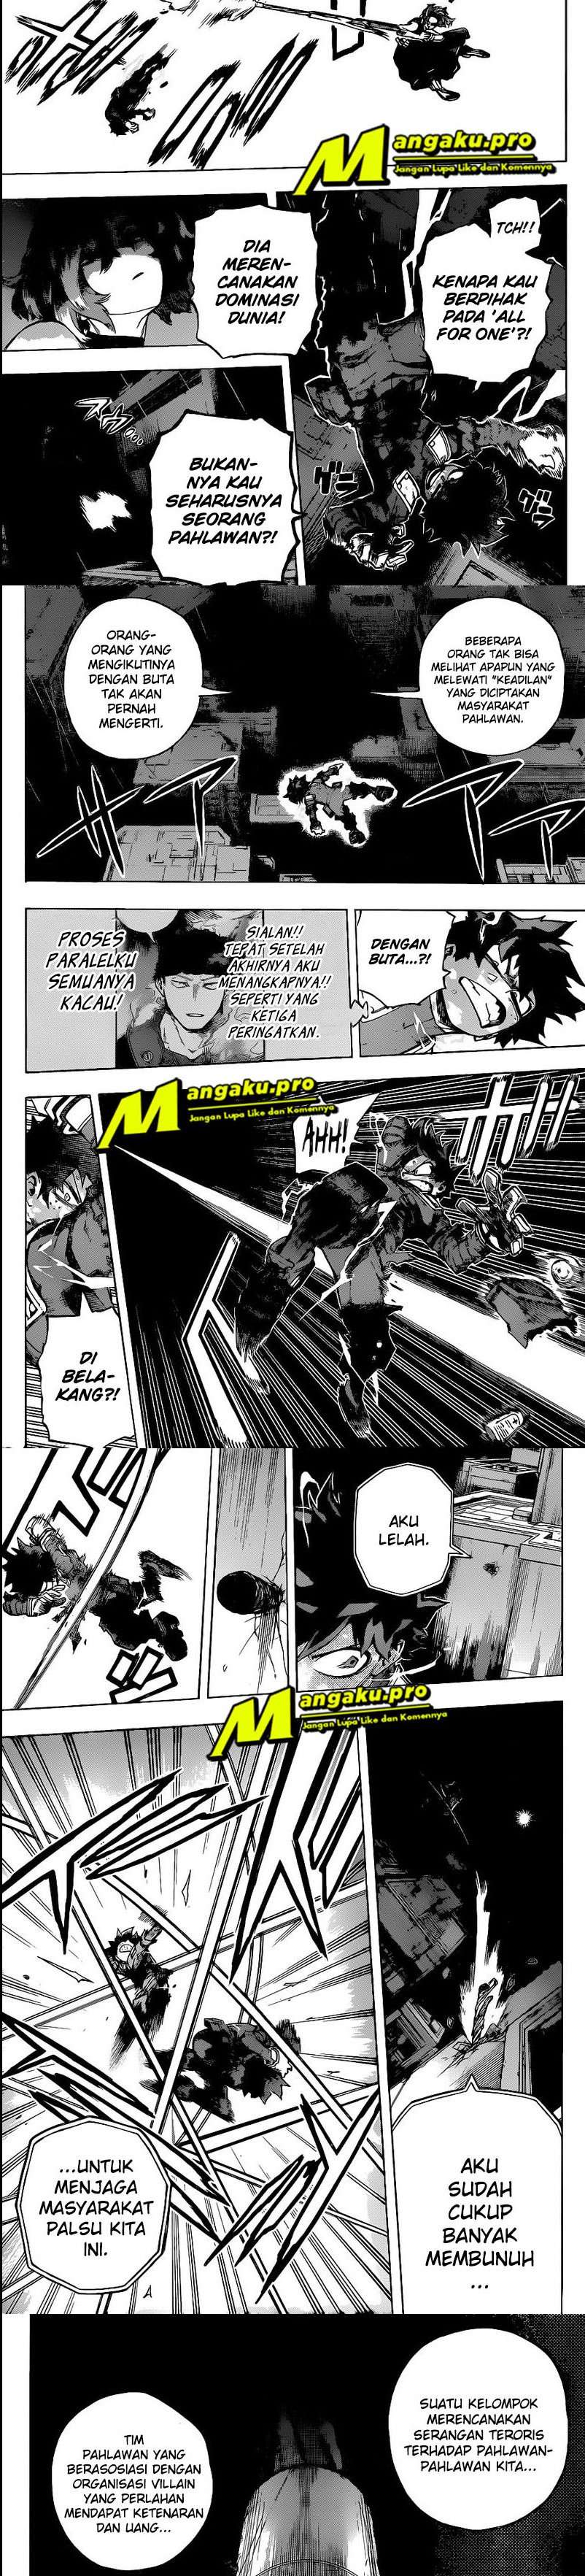 Mangaku.pro
Jangan Lupa Like dan Komennya
TCH!!
KENAPA KAU
BERPIHAK
PADA 'ALL
FOR ONE'?!
DIA
MEREN-
CANAKAN
DOMINASI
DUNIA!
BUKAN-
NYA KAU
SEHARUSNYA
SEORANG
PAHLAWAN?!
BEBERAPA
ORANG TAK BISA
MELIHAT APAPUN YANG
MELEWATI "KEADILAN"
YANG DICIPTAKAN
MASYARAKAT
PAHLAWAN.
ORANG-
ORANG YANG
MENGIKUTINYA
DENGAN BUTA
TAK AKAN
PERNAH
MENGERTI.
DENGAN
BUTA...?!
SIALAN!!
TEPAT SETELAH
AKHIRNYA AKU
MENANGKAPNYA!!
SEPERTI YANG
KETIGA
PERINGATKAN.
PROSES
PARALELKU
SEMUANYA
KACAU!
Mangaku.pro
Jangan Lupa Like dan Komennya
AHH!
DI
BELA-
KANG?!
AKU
LELAH.
Mangaku.pro
Jangan Lupa Like dan Komennya
AKU
SUDAH
CUKUP
BANYAK
MEMBUNUH
...
...UNTUK
MENJAGA
MASYARAKAT
PALSU KITA
INI.
SUATU KELOMPOK
MERENCANAKAN
SERANGAN TERORIS
TERHADAP PAHLAWAN-
PAHLAWAN KITA...
TIM
PAHLAWAN YANG
BERASOSIASI DENGAN
ORGANISASI VILLAIN
YANG PERLAHAN
MENDAPAT KETENARAN
DAN UANG...